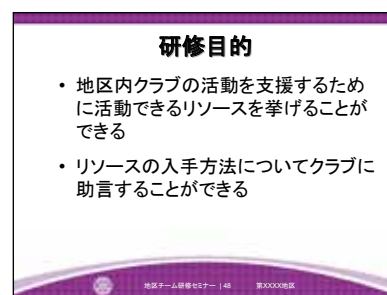 研修目的
• 地区内クラブの活動を支援するため
に活動できるリソースを挙げることが
できる
• リソースの入手方法についてクラブに
助言することができる
地区チーム研修セミナー | 48 第XXXX地区